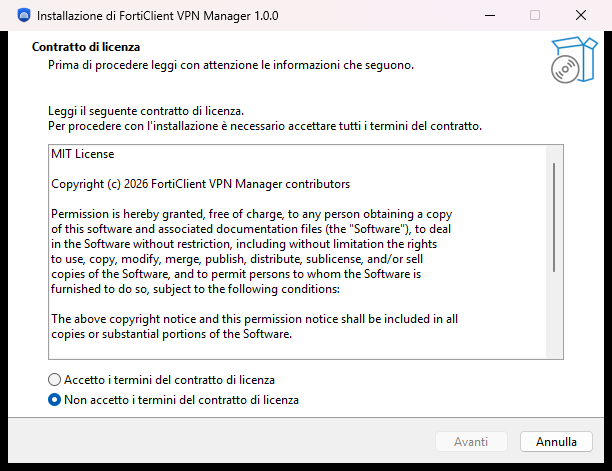 Installazione di FortiClient VPN Manager 1.0.0
Contratto di licenza
Prima di procedere leggi con attenzione le informazioni che seguono.
Leggi il seguente contratto di licenza.
Per procedere con l'installazione è necessario accettare tutti i termini del contratto.
MIT License
Copyright (c) 2026 FortiClient VPN Manager contributors
Permission is hereby granted, free of charge, to any person obtaining a copy
of this software and associated documentation files (the "Software"), to deal
in the Software without restriction, including without limitation the rights
to use, copy, modify, merge, publish, distribute, sublicense, and/or sell
copies of the Software, and to permit persons to whom the Software is
furnished to do so, subject to the following conditions:
The above copyright notice and this permission notice shall be included in all
copies or substantial portions of the Software.
Accetto i termini del contratto di licenza
Non accetto i termini del contratto di licenza
Avanti
Annulla